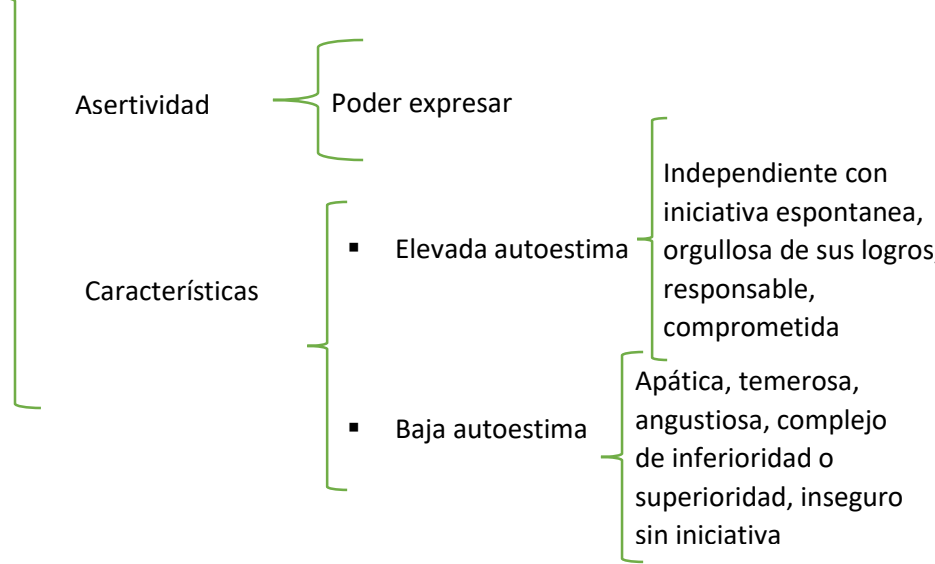 Asertividad
Poder expresar
Características
▪ Elevada autoestima
Independiente con
iniciativa espontanea,
orgullosa de sus logros,
responsable,
comprometida
▪ Baja autoestima
Apática, temerosa,
angustiosa, complejo
de inferioridad o
superioridad, inseguro
sin iniciativa